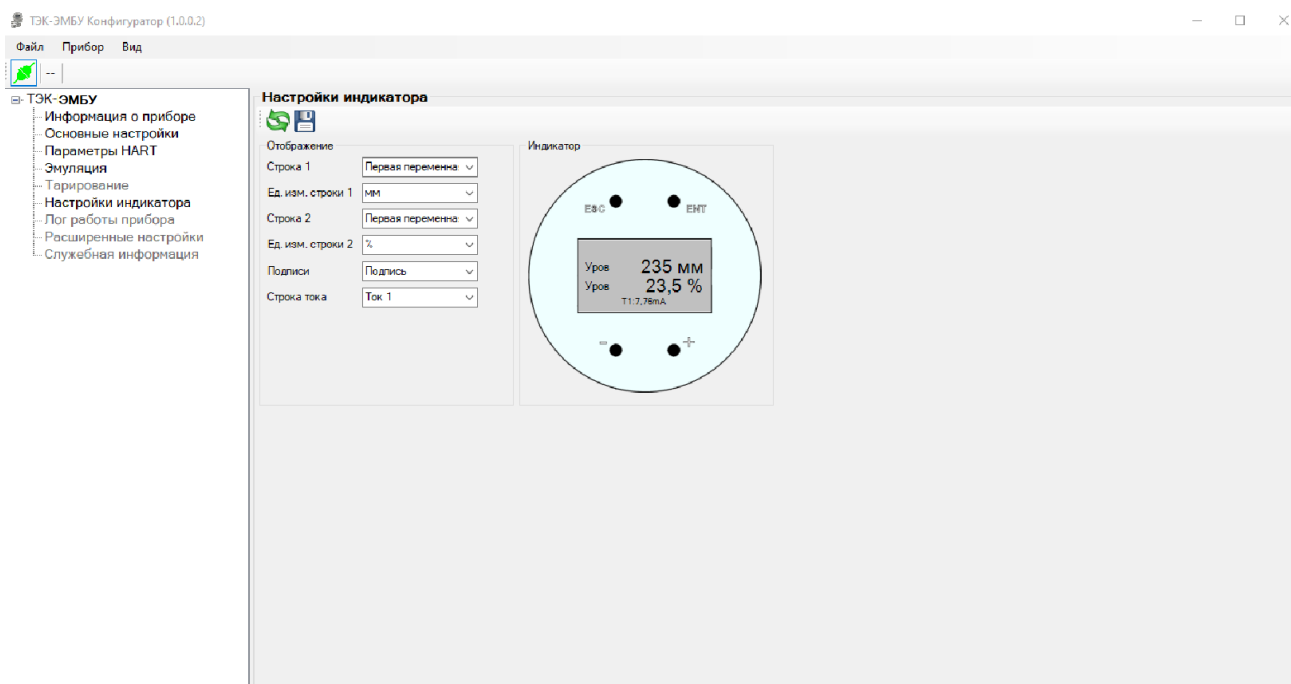 ТЭК-ЭМБУ Конфигуратор (1.0.0.2)
Файл Прибор Вид
--
ТЭК-ЭМБУ
Информация о приборе
Основные настройки
Параметры HART
Эмуляция
Тарирование
Настройки индикатора
Лог работы прибора
Расширенные настройки
Служебная информация
Настройки индикатора
Отображение
Строка 1 Первая переменна
Ед. изм. строки 1 мм
Строка 2 Первая переменна
Ед. изм. строки 2 %
Подписи Подпись
Строка тока Ток 1
Индикатор
ESC ENT
Уров 235 мм
Уров 23,5 %
T1:7,76mA
- +